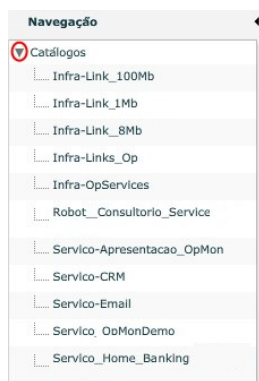 Navegação
Catálogos
Infra-Link_100Mb
Infra-Link_1Mb
Infra-Link_8Mb
Infra-Links_Op
Infra-OpServices
Robot_Consultorio_Service
Servico-Apresentacao_OpMon
Servico-CRM
Servico-Email
Servico_OpMonDemo
Servico_Home_Banking